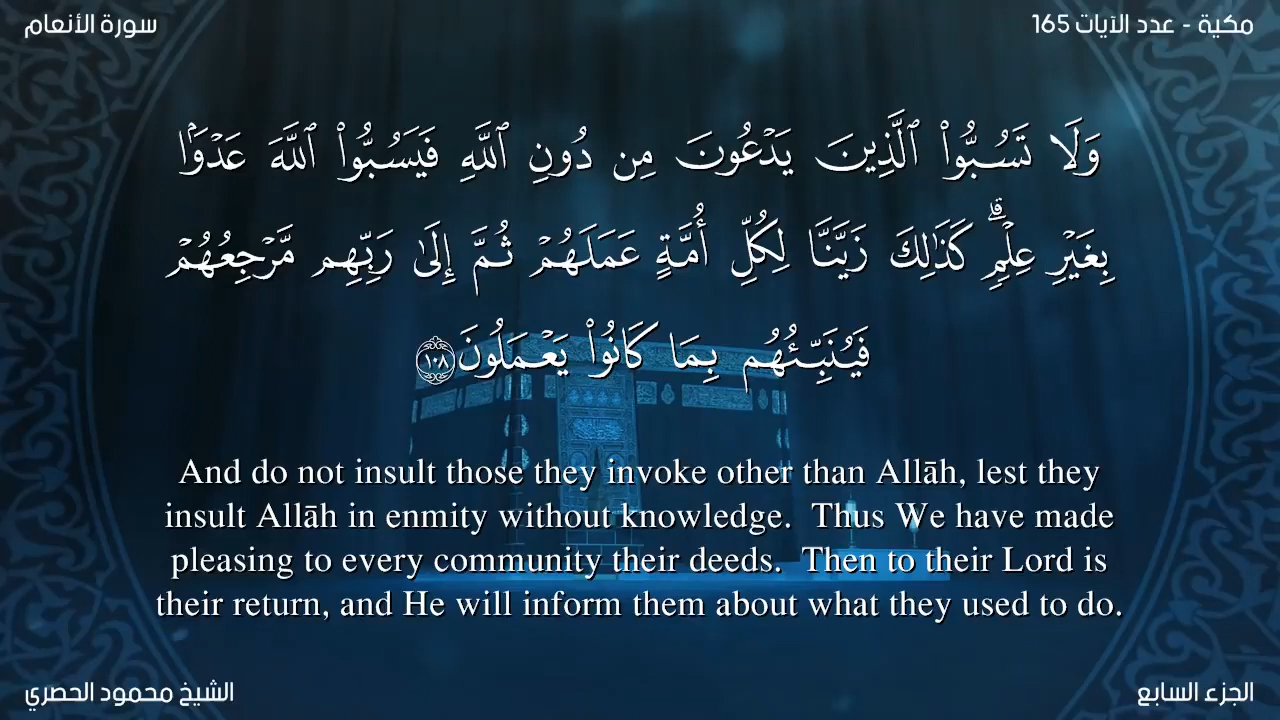 سورة الأنعام
مكية - عدد الآيات 165
وَلَا تَسُبُّوا۟ ٱلَّذِينَ يَدْعُونَ مِن دُونِ ٱللَّهِ فَيَسُبُّوا۟ ٱللَّهَ عَدْوًۢا
بِغَيْرِ عِلْمٍۢ ۗ كَذَٰلِكَ زَيَّنَّا لِكُلِّ أُمَّةٍ عَمَلَهُمْ ثُمَّ إِلَىٰ رَبِّهِم مَّرْجِعُهُمْ
فَيُنَبِّئُهُم بِمَا كَانُوا۟ يَعْمَلُونَ ١٠٨
And do not insult those they invoke other than Allāh, lest they
insult Allāh in enmity without knowledge.  Thus We have made
pleasing to every community their deeds.  Then to their Lord is
their return, and He will inform them about what they used to do.
الشيخ محمود الحصري
الجزء السابع